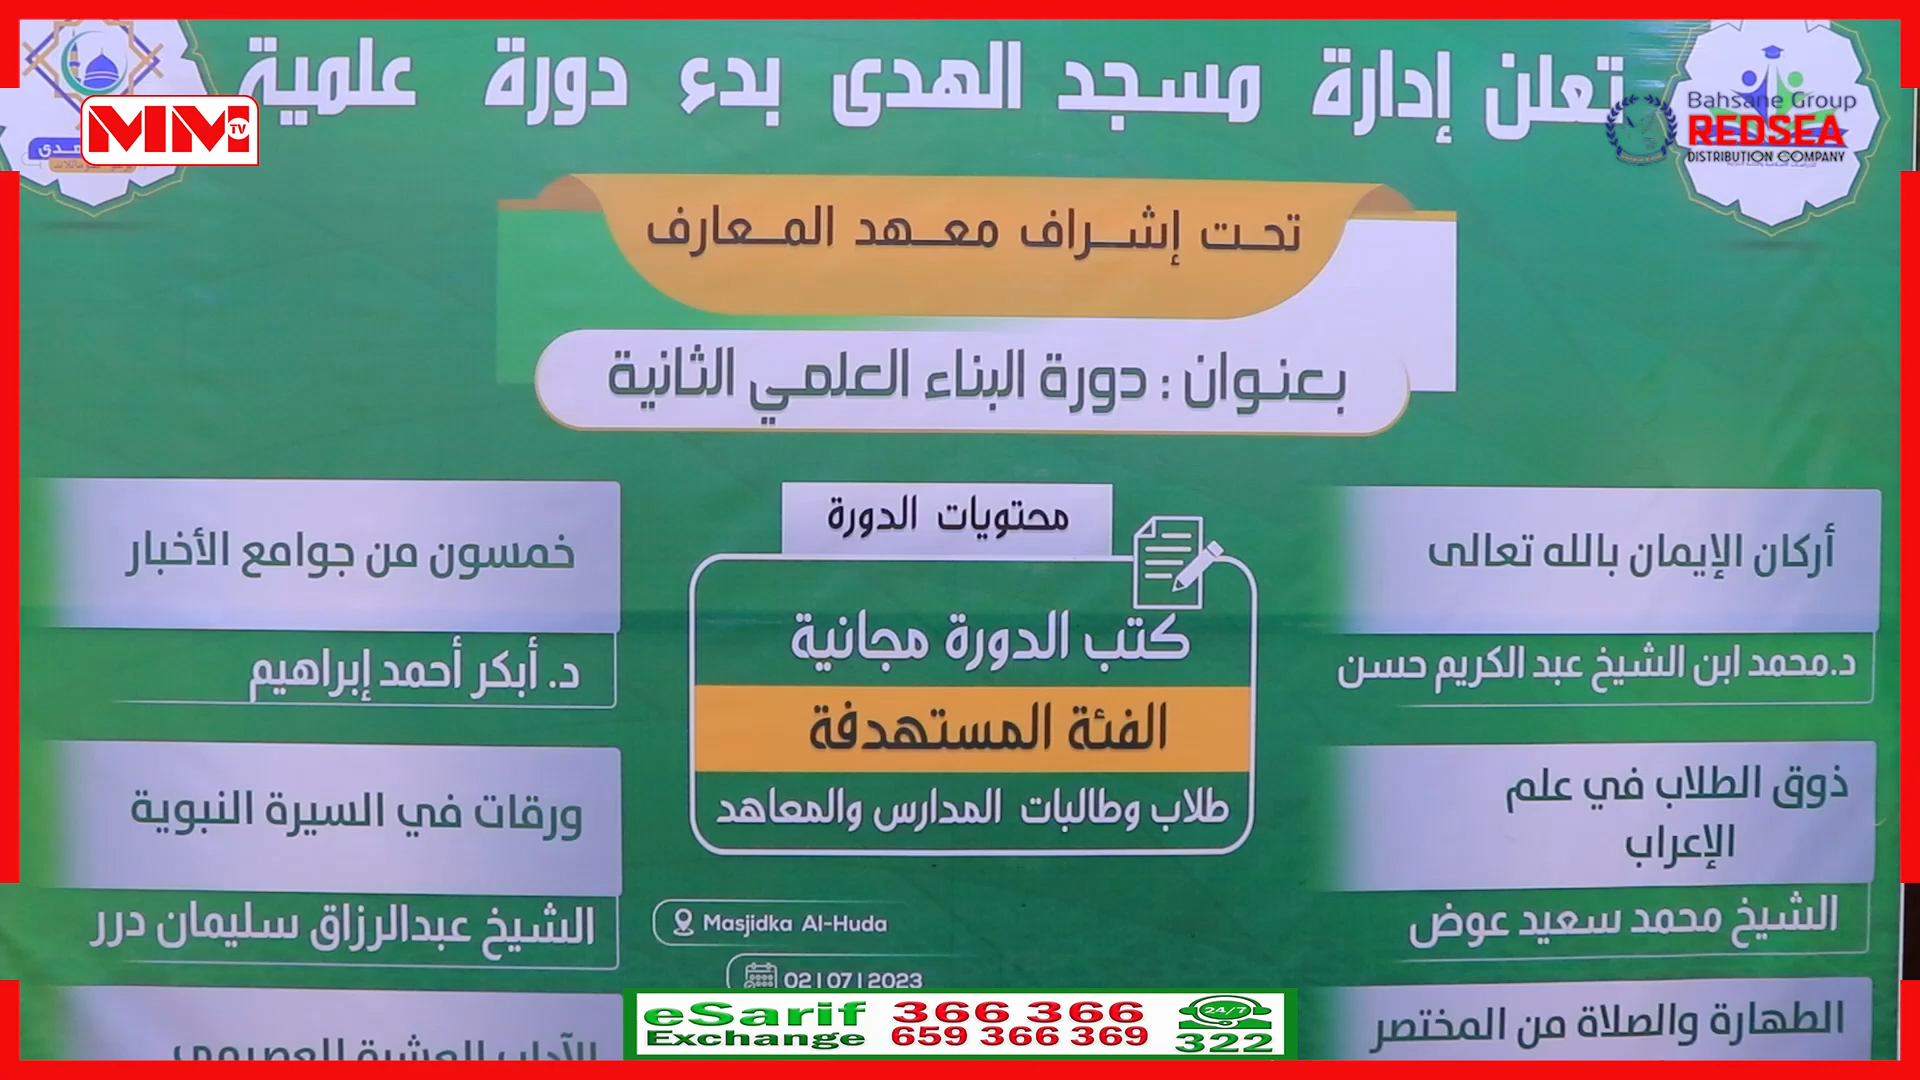 تعلن إدارة مسجد الهدى بدء دورة علمية
MM TV
Bahsane Group
REDSEA
DISTRIBUTION COMPANY
تحت إشراف معهد المعارف
بعنوان : دورة البناء العلمي الثانية
محتويات الدورة
كتب الدورة مجانية
الفئة المستهدفة
طلاب وطالبات المدارس والمعاهد
أركان الإيمان بالله تعالى
د.محمد ابن الشيخ عبد الكريم حسن
ذوق الطلاب في علم
الإعراب
الشيخ محمد سعيد عوض
الطهارة والصلاة من المختصر
خمسون من جوامع الأخبار
د. أبكر أحمد إبراهيم
ورقات في السيرة النبوية
الشيخ عبدالرزاق سليمان درر
Masjidka Al-Huda
02|07|2023
eSarif 366 366 24/7
Exchange 659 366 369 322